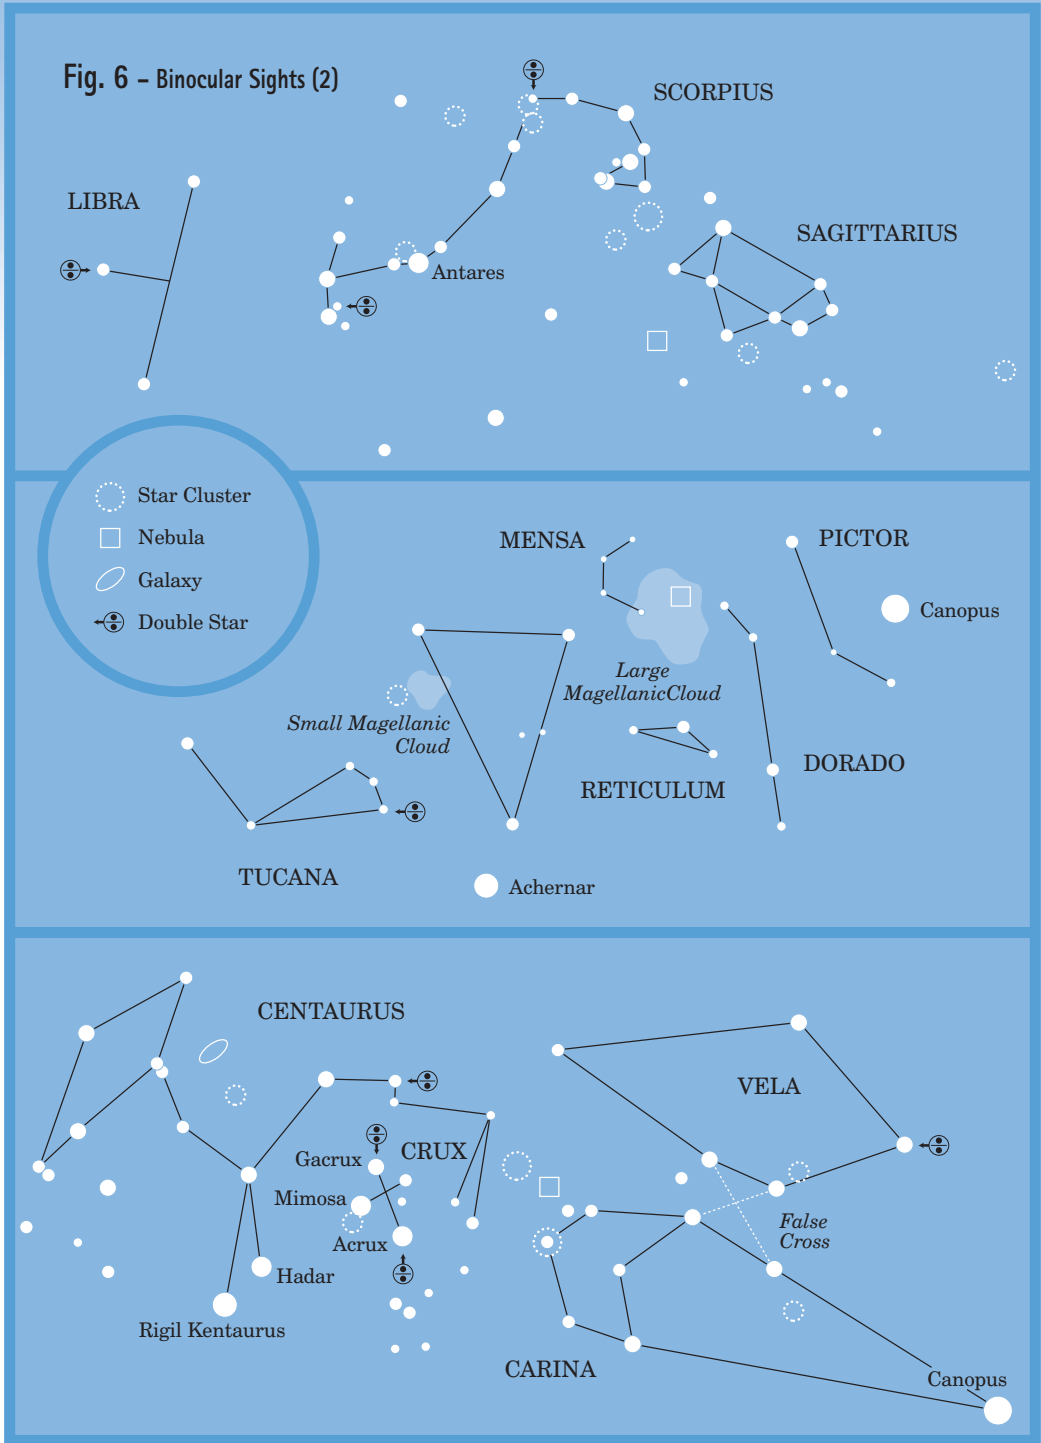 Fig. 6 – Binocular Sights (2)
SCORPIUS
LIBRA
SAGITTARIUS
Antares
Star Cluster
Nebula
Galaxy
Double Star
MENSA
PICTOR
Canopus
Large
MagellanicCloud
Small Magellanic
Cloud
DORADO
RETICULUM
TUCANA
Achernar
CENTAURUS
VELA
CRUX
Gacrux
Mimosa
Acrux
False
Cross
Hadar
Rigil Kentaurus
CARINA
Canopus